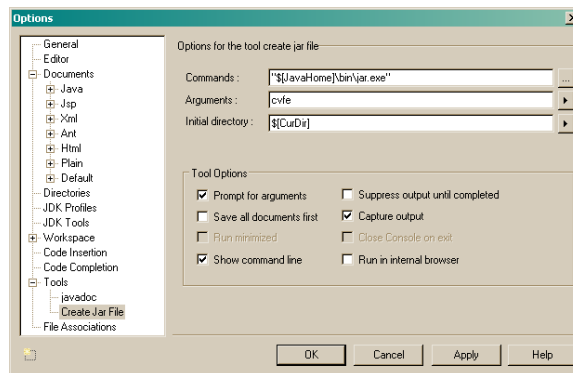 Options
General
Editor
Documents
Java
Jsp
Xml
Ant
Html
Plain
Default
Directories
JDK Profiles
JDK Tools
Workspace
Code Insertion
Code Completion
Tools
javadoc
Create Jar File
File Associations
Options for the tool create jar file
Commands : "$[JavaHome]\bin\jar.exe" ...
Arguments : cvfe
Initial directory : $[CurDir]
Tool Options
Prompt for arguments Suppress output until completed
Save all documents first Capture output
Run minimized Close Console on exit
Show command line Run in internal browser
OK Cancel Apply Help